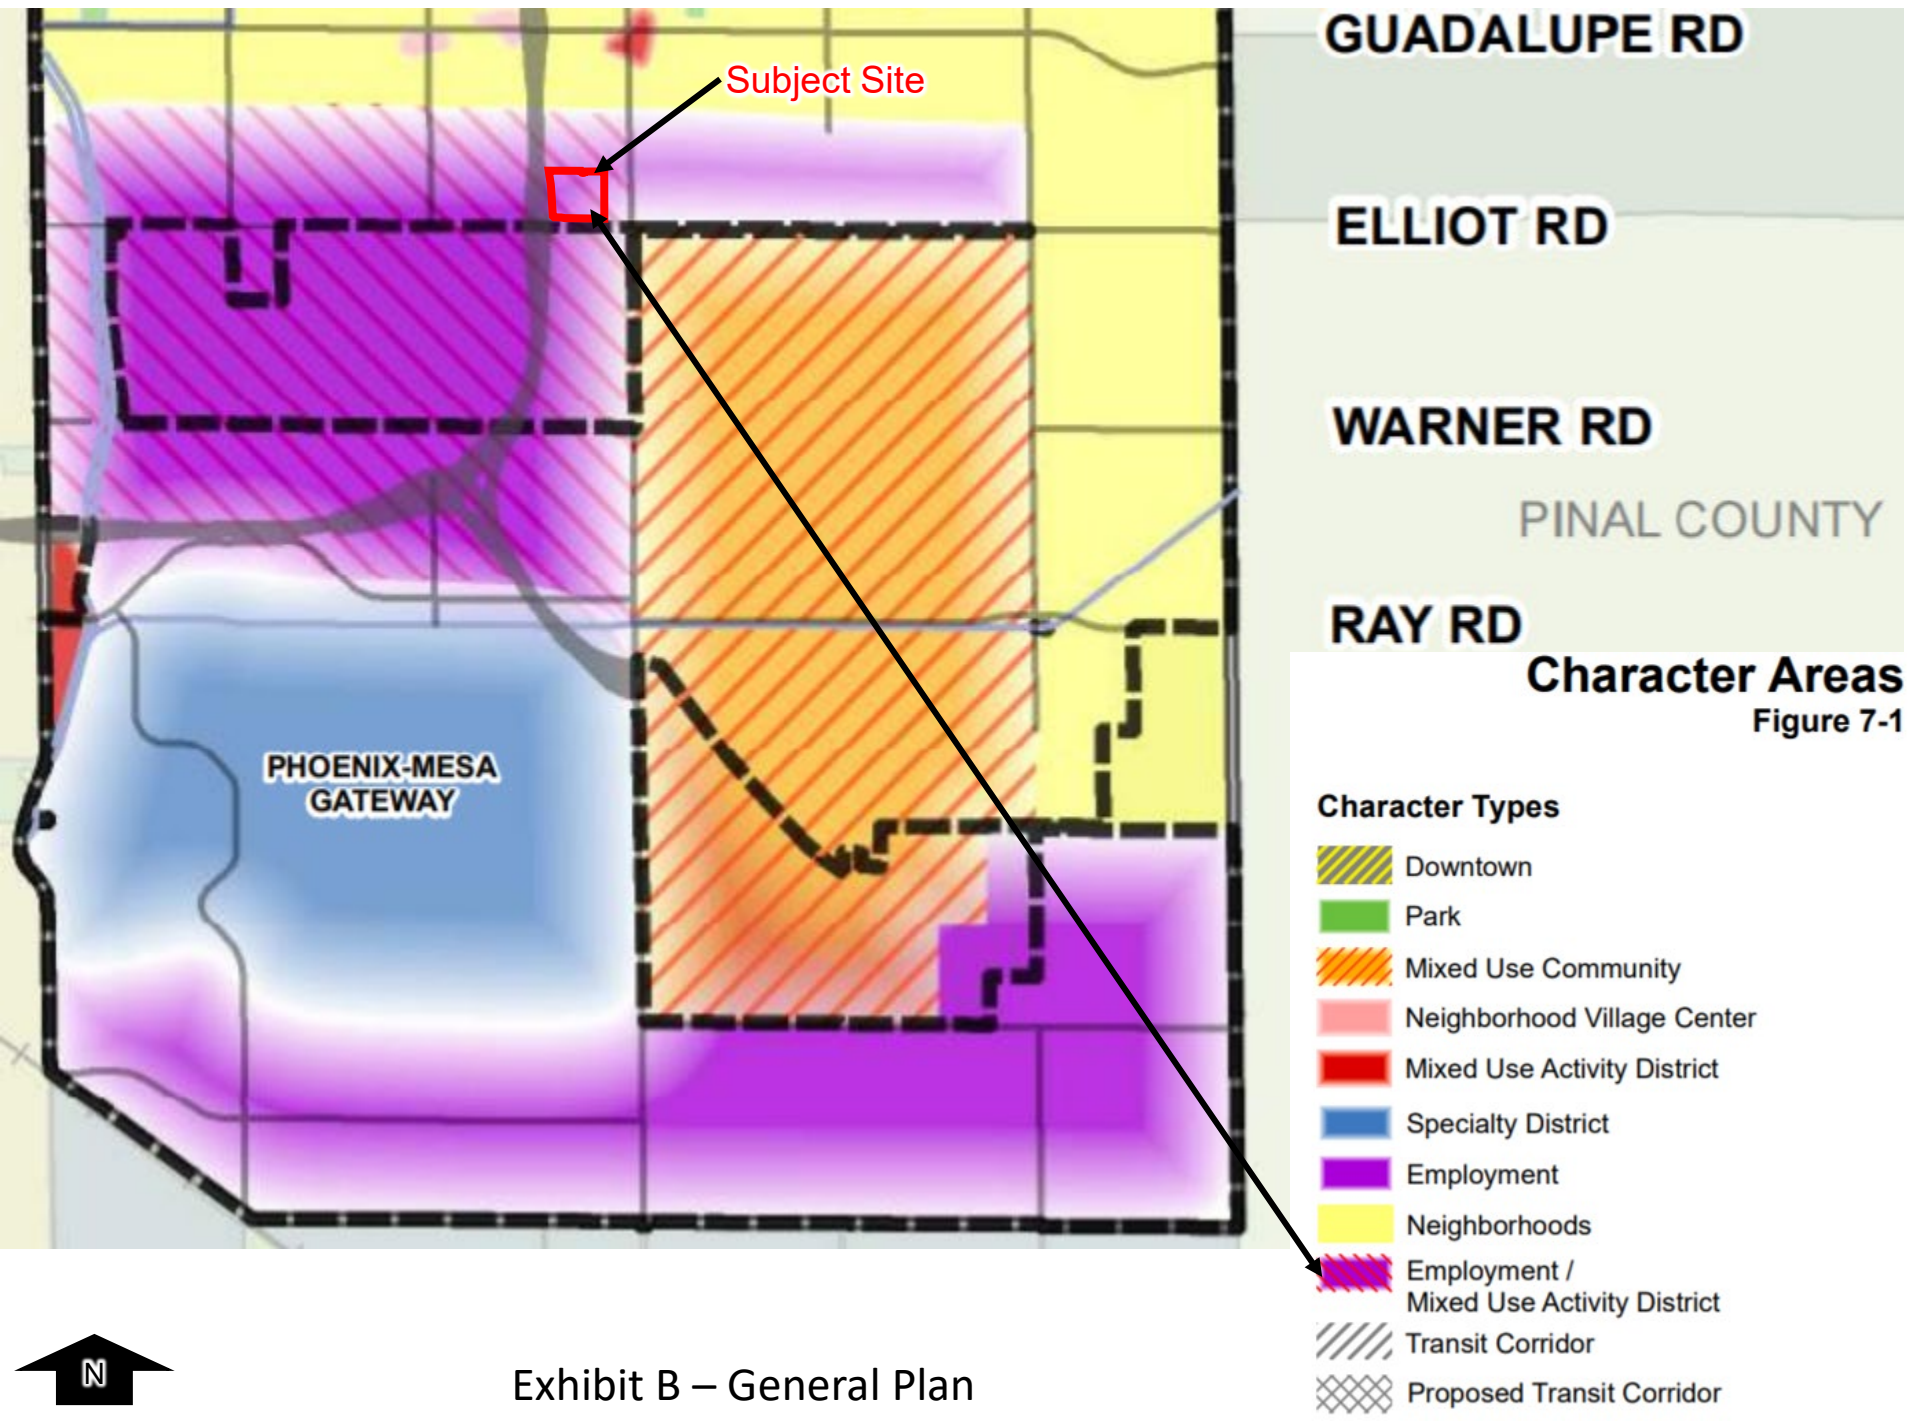 GUADALUPE RD
Subject Site
ELLIOT RD
WARNER RD
PINAL COUNTY
RAY RD
Character Areas
Figure 7-1
PHOENIX-MESA
GATEWAY
Character Types
Downtown
Park
Mixed Use Community
Neighborhood Village Center
Mixed Use Activity District
Specialty District
Employment
Neighborhoods
Employment /
Mixed Use Activity District
Transit Corridor
Proposed Transit Corridor
N
Exhibit B – General Plan